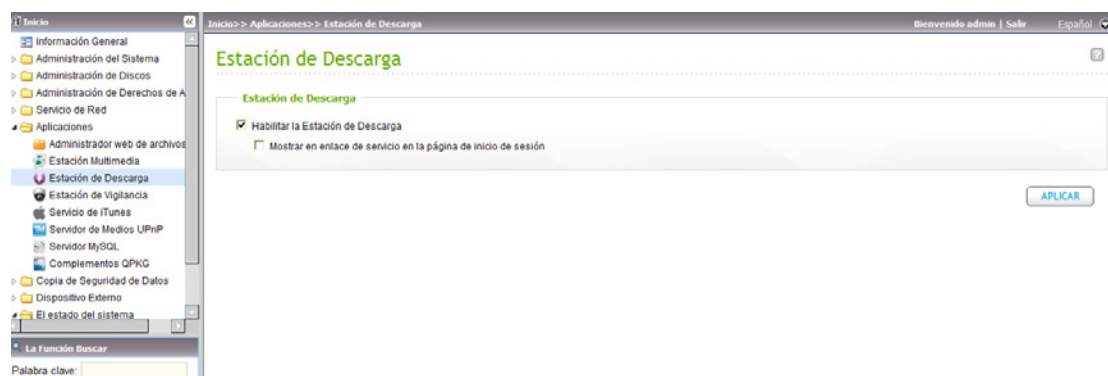 Inicio
Inicio>> Aplicaciones>> Estación de Descarga
Bienvenido admin | Salir
Español
Información General
Administración del Sistema
Administración de Discos
Administración de Derechos de A
Servicio de Red
Aplicaciones
Administrador web de archivos
Estación Multimedia
Estación de Descarga
Estación de Vigilancia
Servicio de iTunes
Servidor de Medios UPnP
Servidor MySQL
Complementos QPKG
Copia de Seguridad de Datos
Dispositivo Externo
El estado del sistema
La Función Buscar
Palabra clave:
Estación de Descarga
Estación de Descarga
Habilitar la Estación de Descarga
Mostrar en enlace de servicio en la página de inicio de sesión
APLICAR